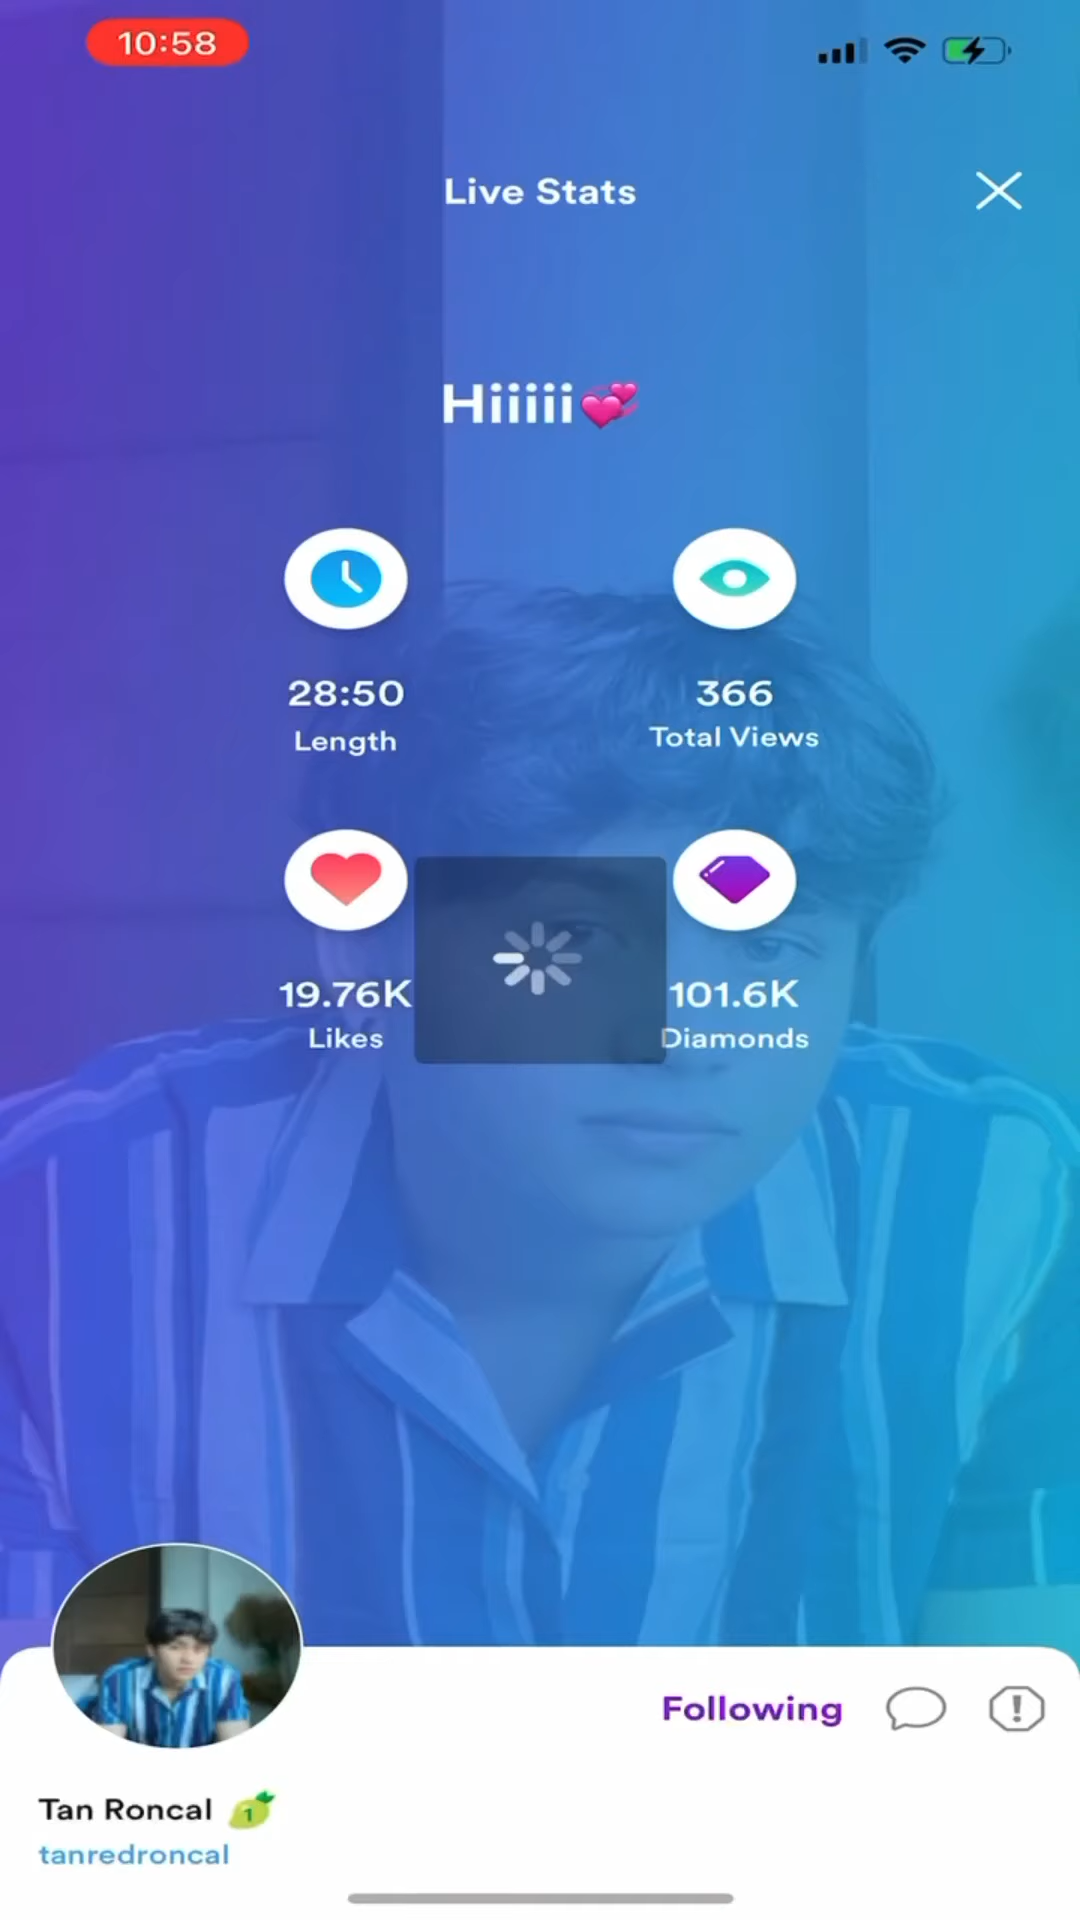 10:58
Live Stats
Hiiiii💞
28:50
Length
366
Total Views
19.76K
Likes
101.6K
Diamonds
Following
Tan Roncal 1
tanredroncal